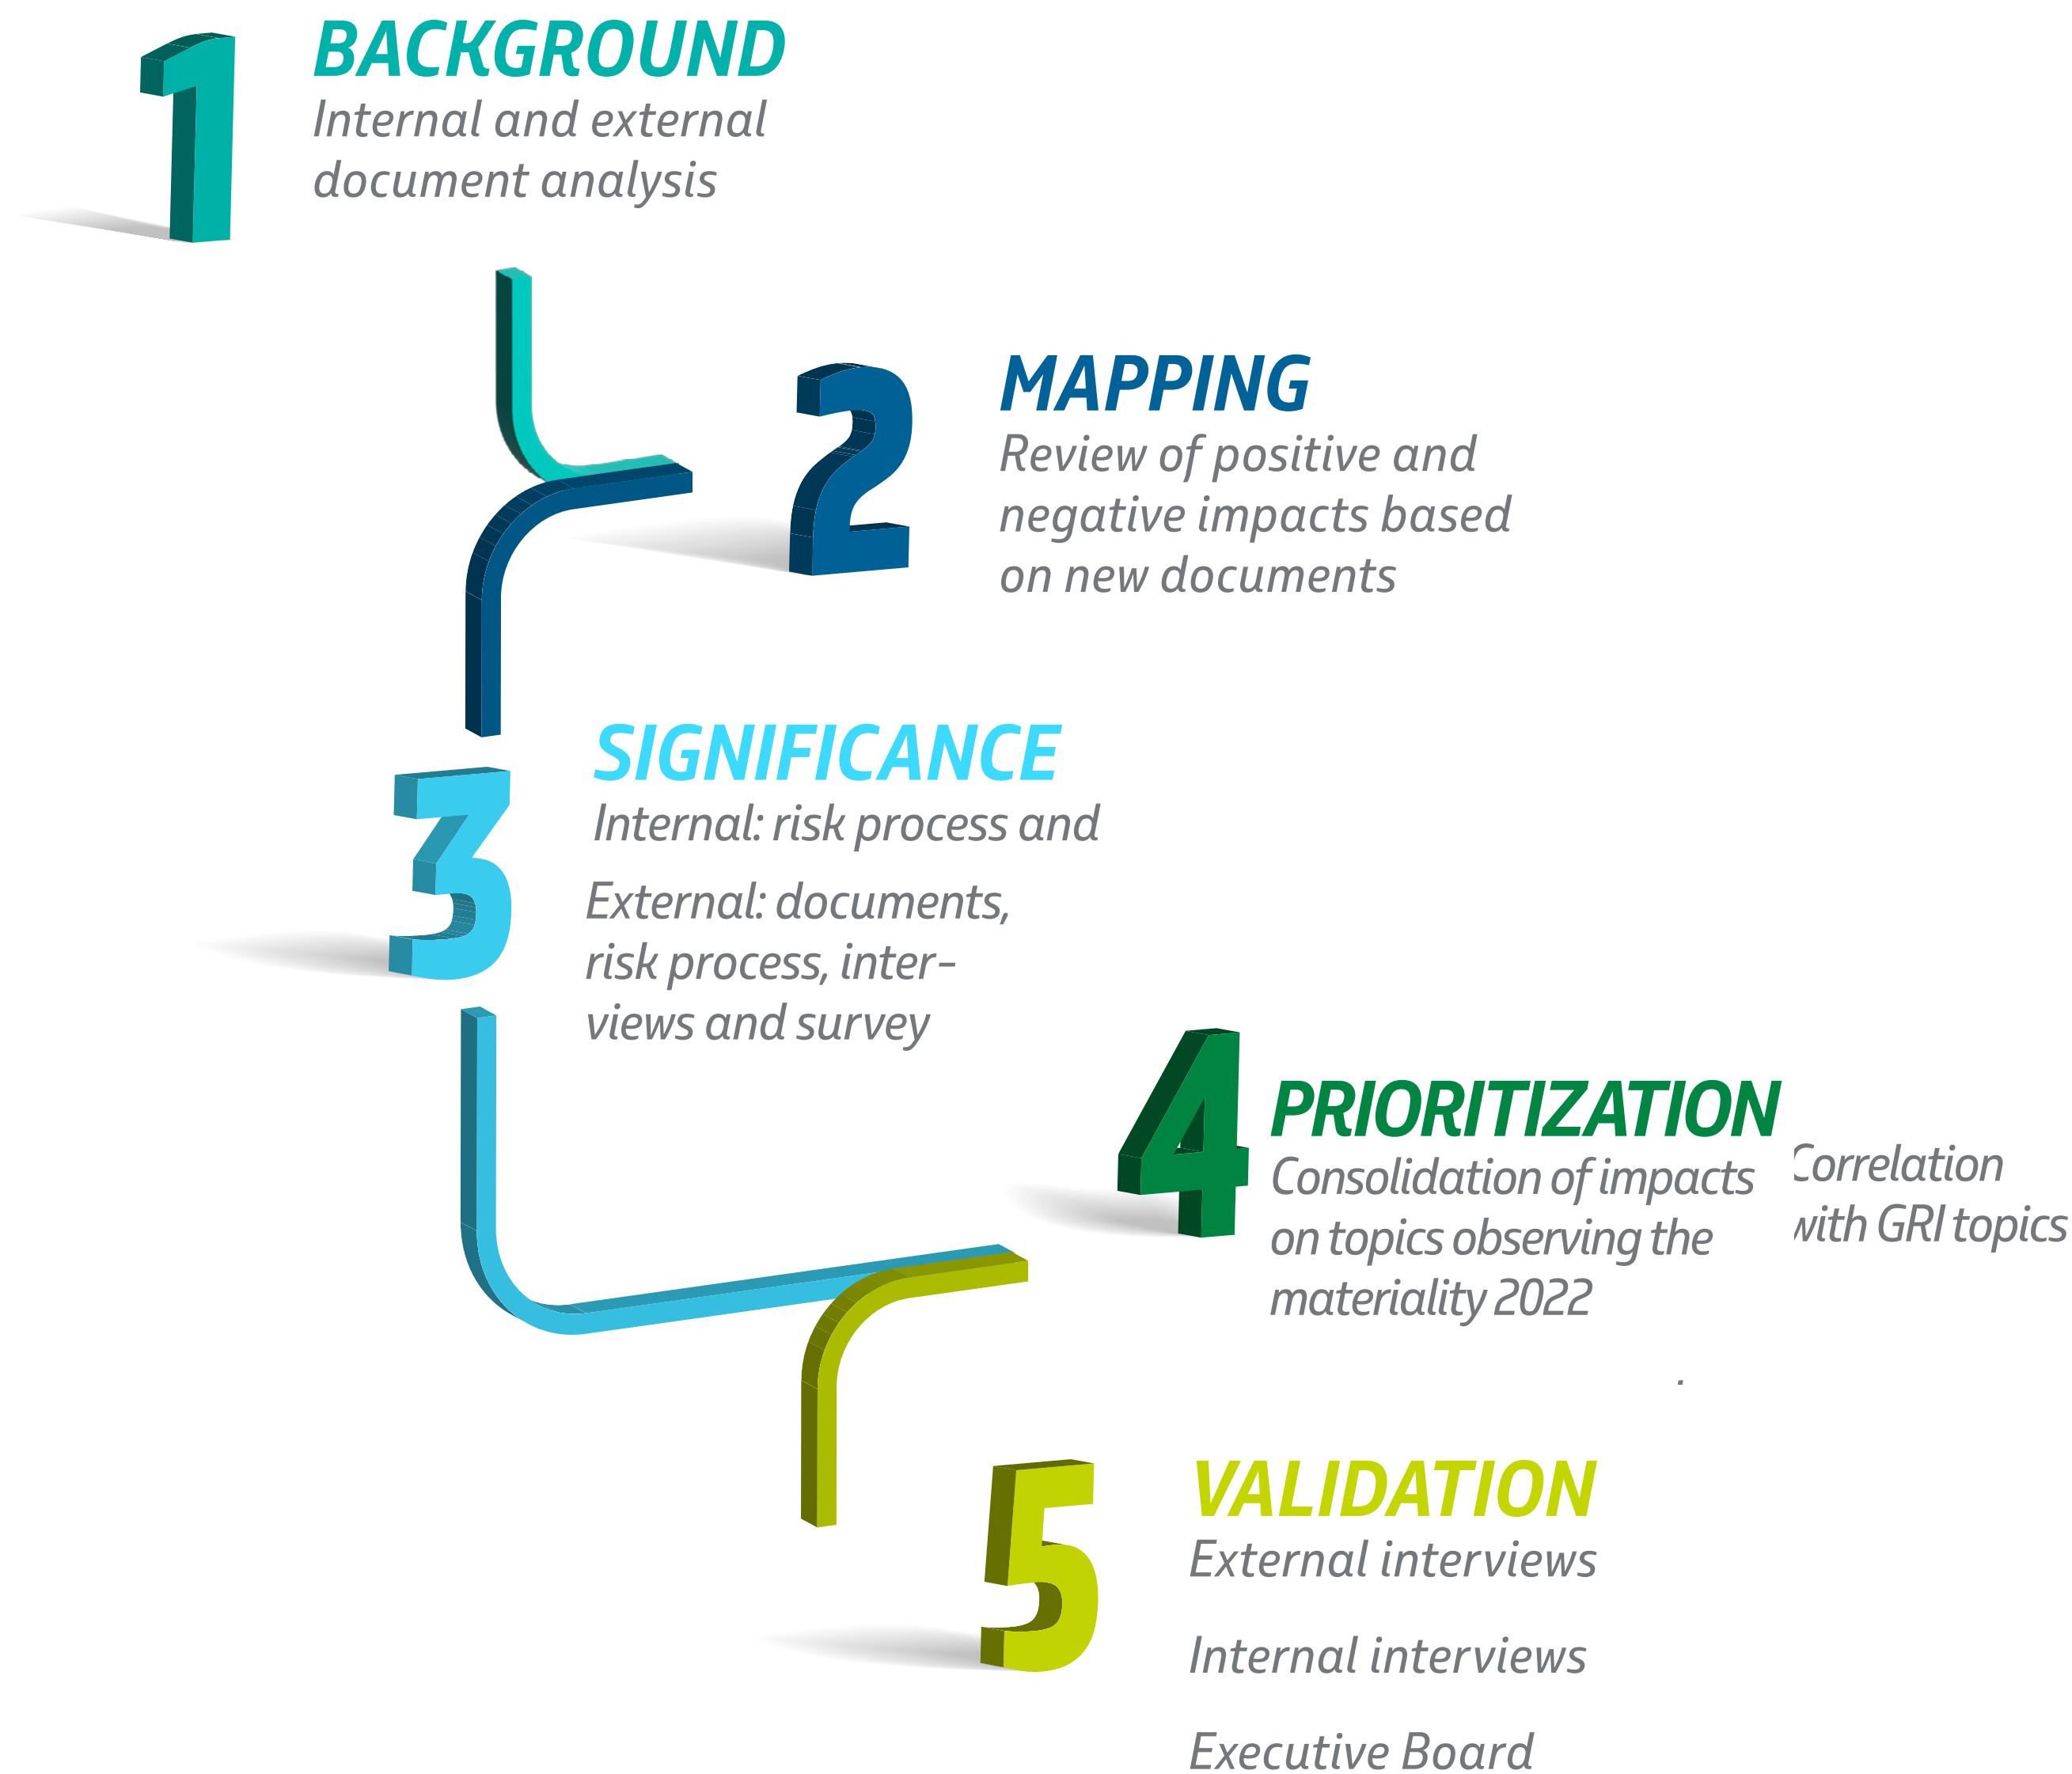 1
BACKGROUND
Internal and external
document analysis
2
MAPPING
Review of positive and
negative impacts based
on new documents
3
SIGNIFICANCE
Internal: risk process and
External: documents,
risk process, inter-
views and survey
4
PRIORITIZATION
Consolidation of impacts
on topics observing the
materiality 2022
Correlation
with GRI topics
.
5
VALIDATION
External interviews
Internal interviews
Executive Board